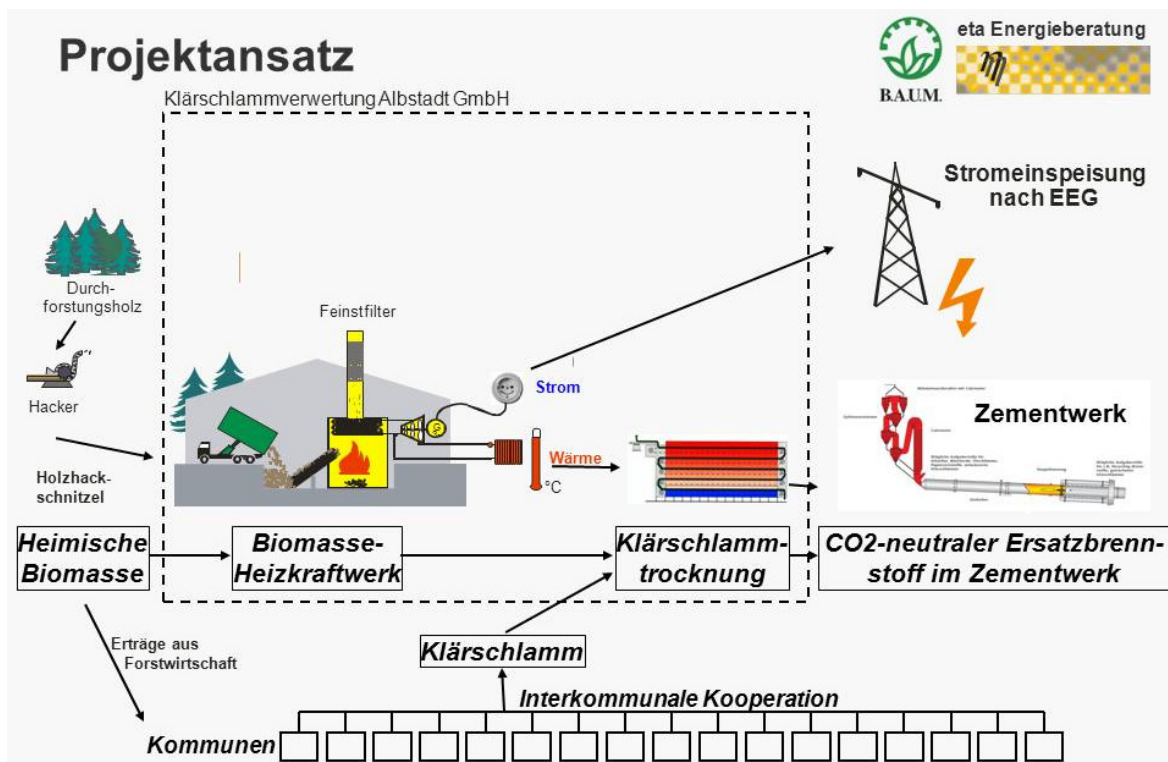 Projektansatz
eta Energieberatung
B.A.U.M.
Klärschlammverwertung Albstadt GmbH
Stromeinspeisung
nach EEG
Durch-
forstungsholz
Feinstfilter
Hacker
Strom
Zementwerk
Holzhack-
schnitzel
Wärme
°C
Heimische
Biomasse
Biomasse-
Heizkraftwerk
Klärschlamm-
trocknung
CO2-neutraler Ersatzbrenn-
stoff im Zementwerk
Erträge aus
Forstwirtschaft
Klärschlamm
Interkommunale Kooperation
Kommunen